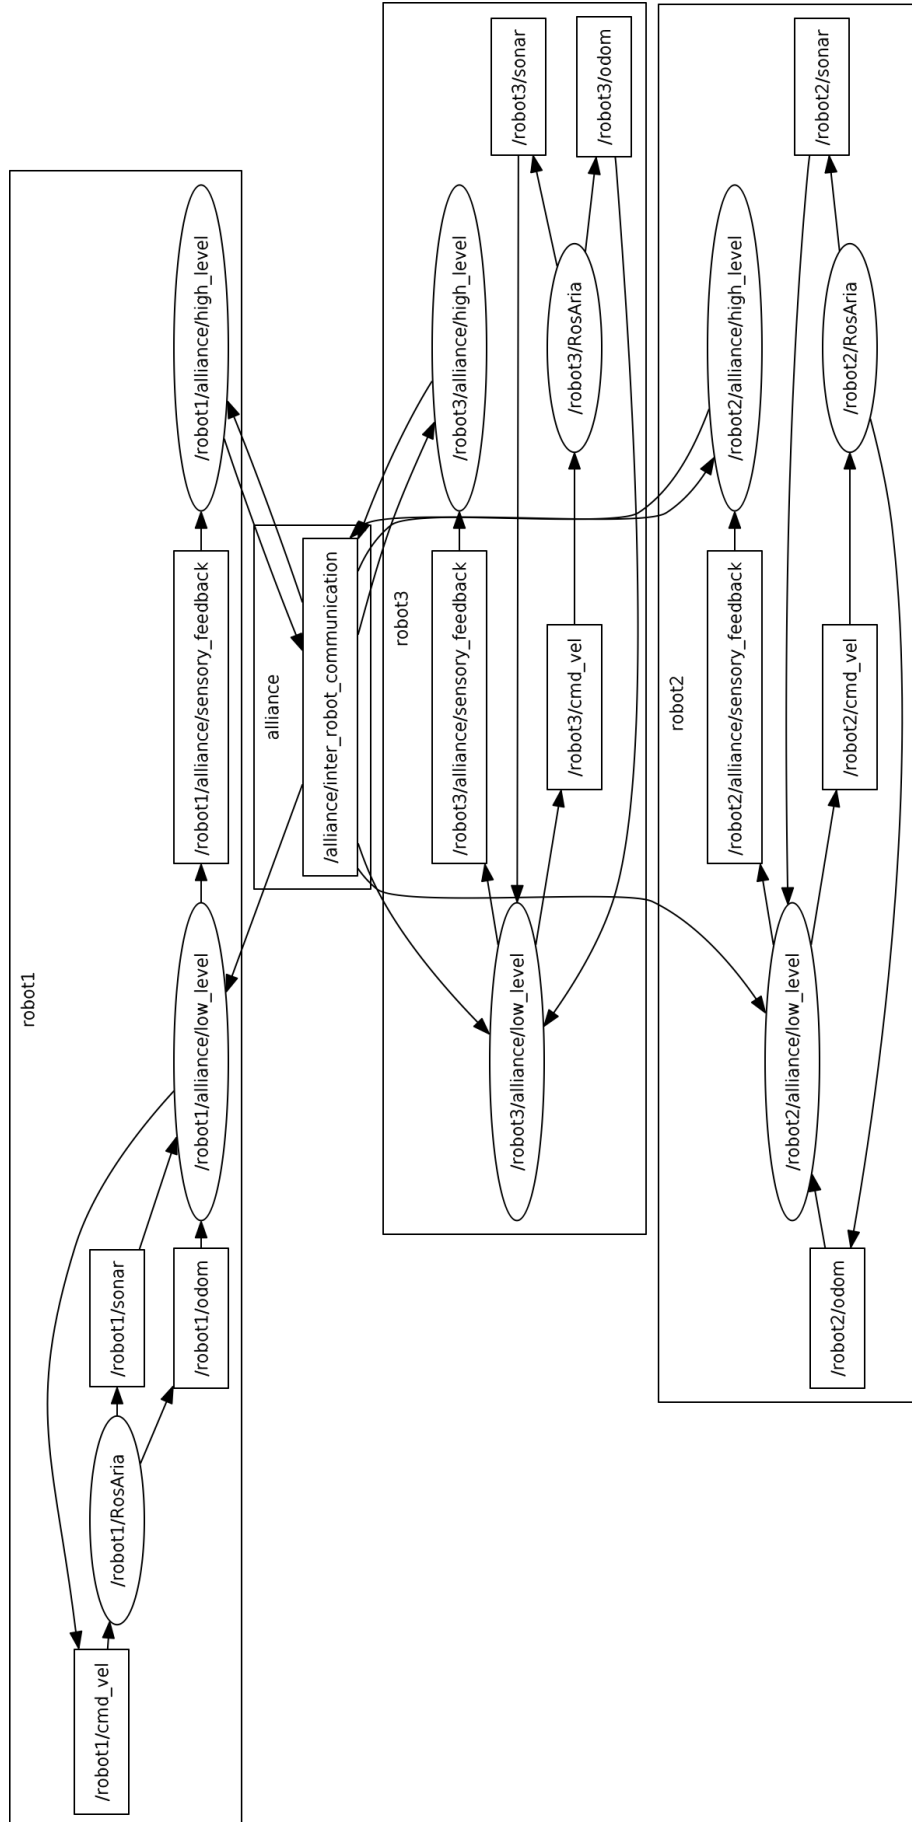 robot1
/robot1/cmd_vel
/robot1/RosAria
/robot1/sonar
/robot1/odom
/robot1/alliance/low_level
/robot1/alliance/sensory_feedback
/robot1/alliance/high_level
alliance
/alliance/inter_robot_communication
robot3
/robot3/alliance/low_level
/robot3/alliance/sensory_feedback
/robot3/alliance/high_level
/robot3/cmd_vel
/robot3/RosAria
/robot3/sonar
/robot3/odom
robot2
/robot2/odom
/robot2/alliance/low_level
/robot2/alliance/sensory_feedback
/robot2/alliance/high_level
/robot2/cmd_vel
/robot2/RosAria
/robot2/sonar